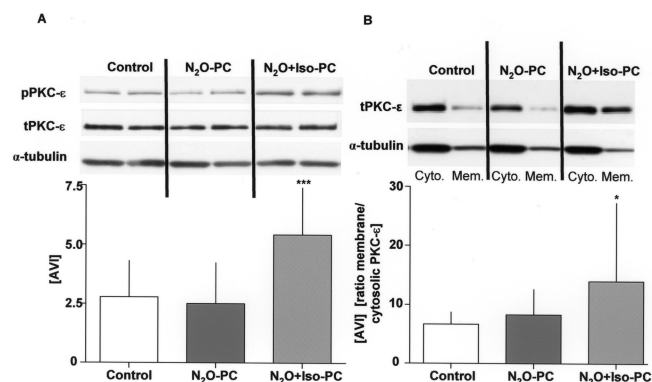 A
Control N₂O-PC N₂O+Iso-PC
pPKC-ε
tPKC-ε
α-tubulin
7.5
5.0
2.5
0
[AVI]
***
Control N₂O-PC N₂O+Iso-PC
B
Control N₂O-PC N₂O+Iso-PC
tPKC-ε
α-tubulin
Cyto. Mem. Cyto. Mem. Cyto. Mem.
30
20
10
0
[AVI] [ratio membrane/
cytosolic PKC-ε]
*
Control N₂O-PC N₂O+Iso-PC